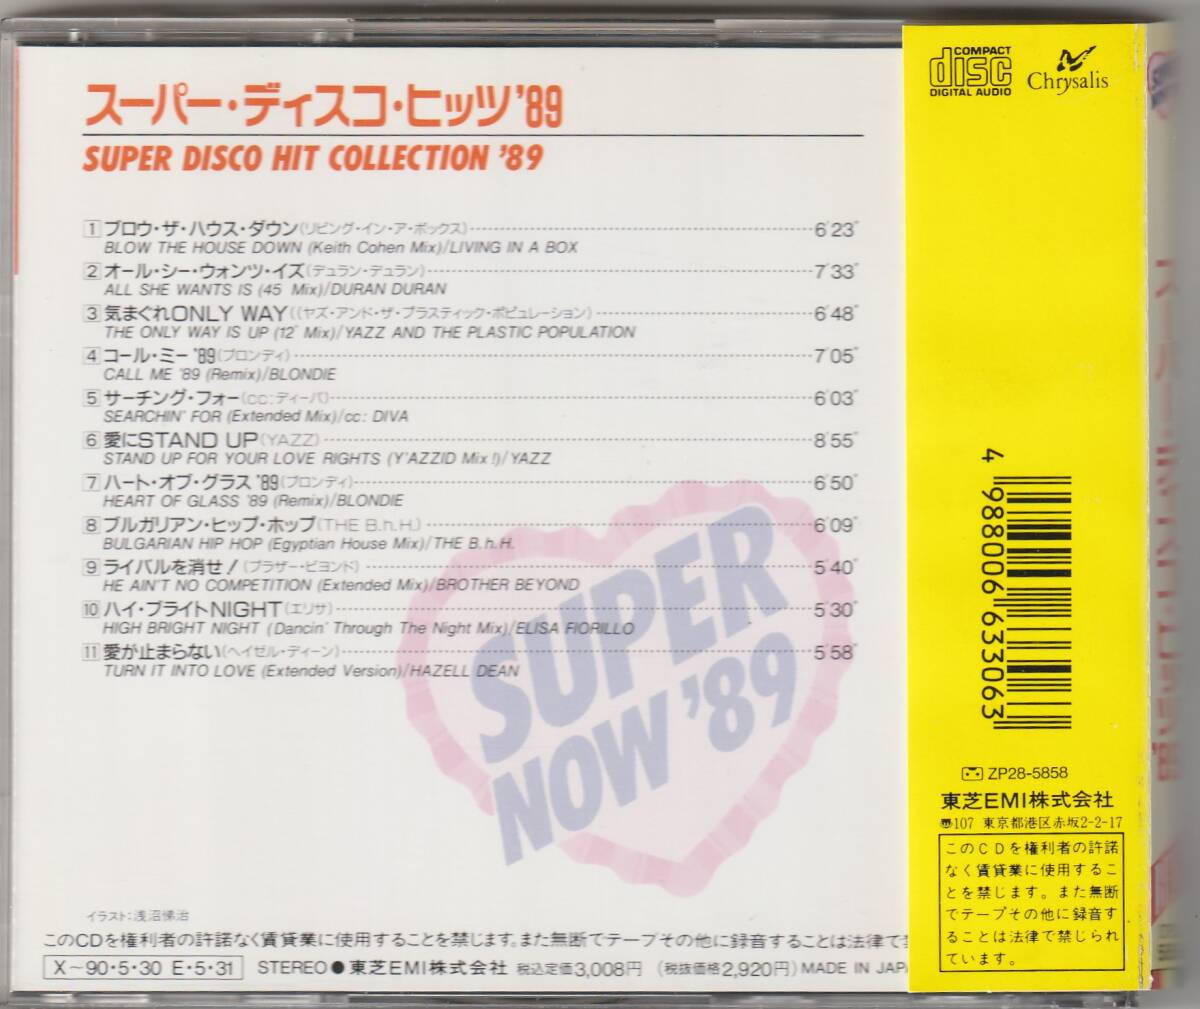 スーパー・ディスコ・ヒッツ'89
SUPER DISCO HIT COLLECTION '89
1 ブロウ・ザ・ハウス・ダウン(リビング・イン・ア・ボックス) 6'23"
BLOW THE HOUSE DOWN (Keith Cohen Mix)/LIVING IN A BOX
2 オール・シー・ウォンツ・イズ(デュラン・デュラン) 7'33"
ALL SHE WANTS IS (45 Mix)/DURAN DURAN
3 気まぐれONLY WAY((ヤズ・アンド・ザ・プラスティック・ポピュレーション) 6'48"
THE ONLY WAY IS UP (12" Mix)/YAZZ AND THE PLASTIC POPULATION
4 コール・ミー '89(ブロンディ) 7'05"
CALL ME '89 (Remix)/BLONDIE
5 サーチング・フォー(cc:ディーバ) 6'03"
SEARCHIN' FOR (Extended Mix)/cc: DIVA
6 愛にSTAND UP(YAZZ) 8'55"
STAND UP FOR YOUR LOVE RIGHTS (Y'AZZID Mix!)/YAZZ
7 ハート・オブ・グラス '89(ブロンディ) 6'50"
HEART OF GLASS '89 (Remix)/BLONDIE
8 ブルガリアン・ヒップ・ホップ(THE B.h.H.) 6'09"
BULGARIAN HIP HOP (Egyptian House Mix)/THE B.h.H.
9 ライバルを消せ!(ブラザー・ビヨンド) 5'40"
HE AIN'T NO COMPETITION (Extended Mix)/BROTHER BEYOND
10 ハイ・ブライトNIGHT(エリサ) 5'30"
HIGH BRIGHT NIGHT (Dancin' Through The Night Mix)/ELISA FIORILLO
11 愛が止まらない(ヘイゼル・ディーン) 5'58"
TURN IT INTO LOVE (Extended Version)/HAZELL DEAN
SUPER
NOW '89
イラスト:浅沼悌治
このCDを権利者の許諾なく賃貸業に使用することを禁じます。また無断でテープその他に録音することは法律で
X~90・5・30 E・5・31 STEREO●東芝EMI株式会社 税込定価3,008円 (税抜価格2,920円) MADE IN JAPA
COMPACT
disc
DIGITAL AUDIO
Chrysalis
4 988006 633063
ZP28-5858
東芝EMI株式会社
〠107 東京都港区赤坂2-2-17
このCDを権利者の許諾
なく賃貸業に使用するこ
とを禁じます。また無断
でテープその他に録音す
ることは法律で禁じられ
ています。